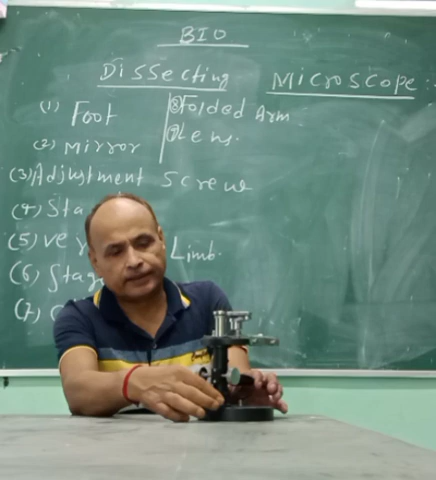 BIO
Dissecting Microscope:
(1) Foot
(2) Mirror
(3) Adjustment Screw
(4) Sta
(5) Ve Limb.
(6) Stage
(7)
(8) Folded Arm
(9) Lens.